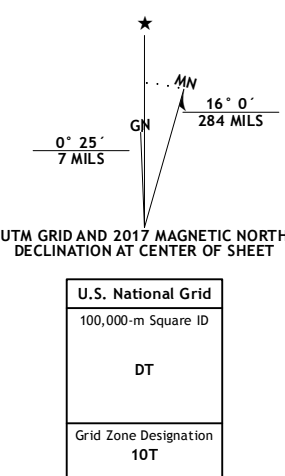 ★
MN
GN
16° 0´
284 MILS
0° 25´
7 MILS
UTM GRID AND 2017 MAGNETIC NORTH
DECLINATION AT CENTER OF SHEET
U.S. National Grid
100,000-m Square ID
DT
Grid Zone Designation
10T